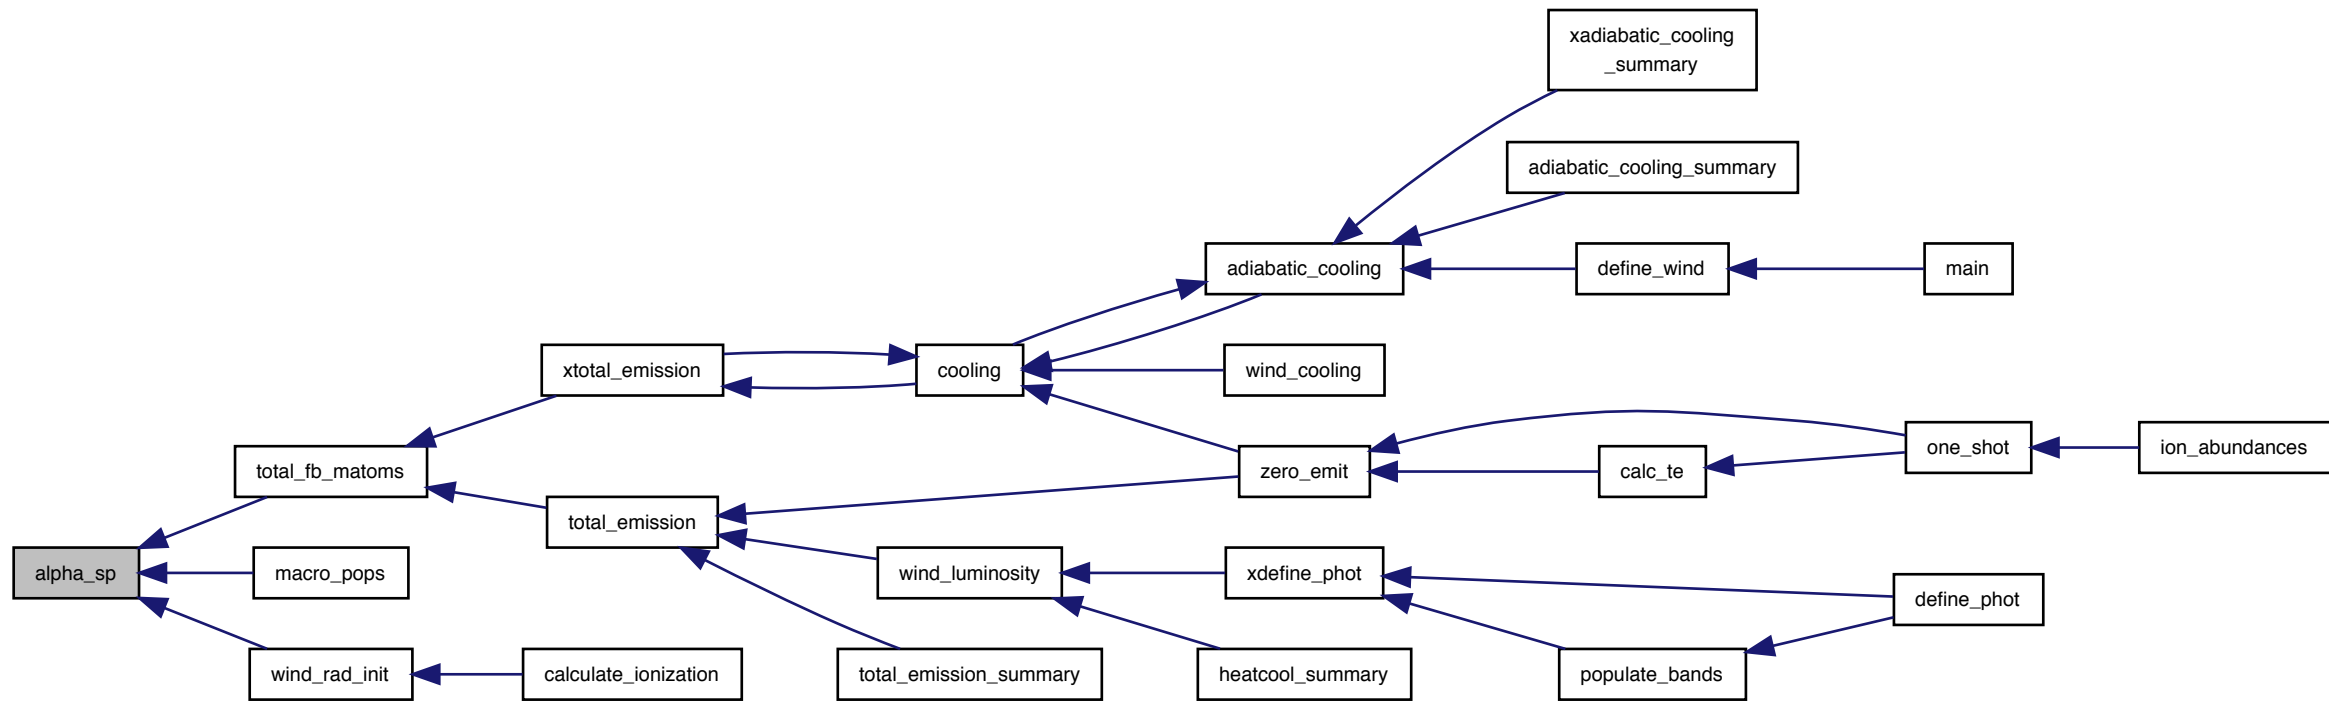 xadiabatic_cooling
_summary
adiabatic_cooling_summary
adiabatic_cooling
define_wind
main
xtotal_emission
cooling
wind_cooling
total_fb_matoms
zero_emit
calc_te
one_shot
ion_abundances
total_emission
alpha_sp
macro_pops
wind_luminosity
xdefine_phot
define_phot
wind_rad_init
calculate_ionization
total_emission_summary
heatcool_summary
populate_bands